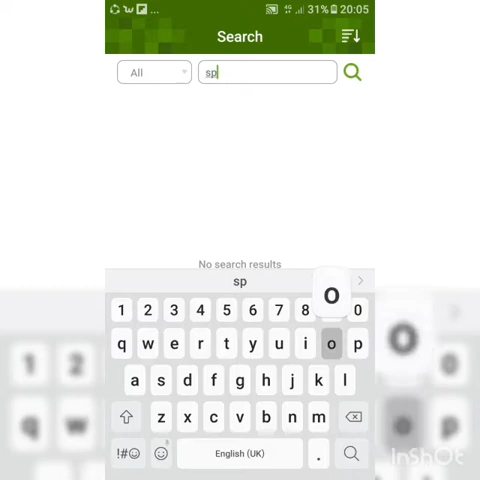 ... 31% 20:05
Search
All sp
No search results
sp
o
1 2 3 4 5 6 7 8 0
q w e r t y u i o p
a s d f g h j k l
z x c v b n m
!#☺ English (UK) .
InShOt